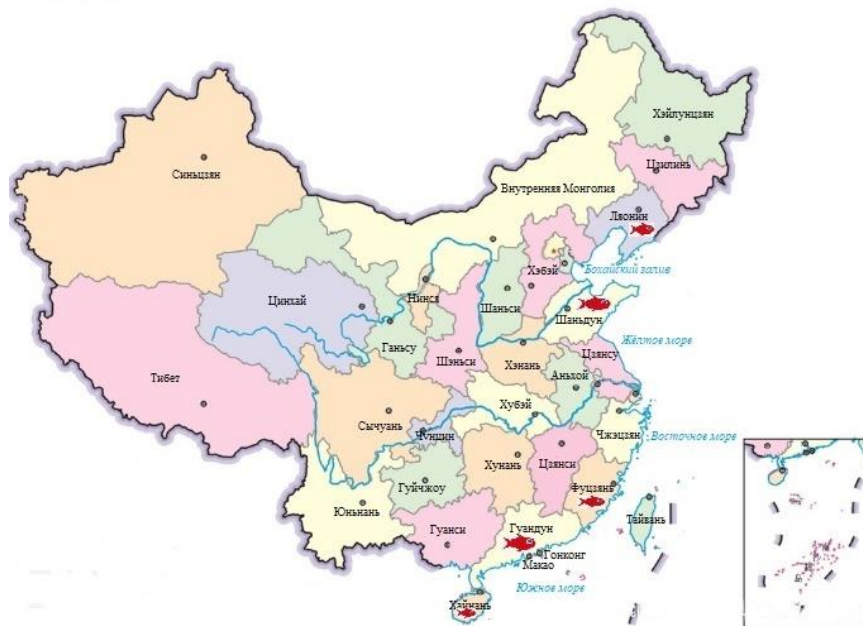 Хэйлунцзян
Цзилинь
Синьцзян
Внутренняя Монголия
Ляонин
Бохайский залив
Хэбэй
Цинхай
Нинся
Шаньси
Шаньдун
Ганьсу
Жёлтое море
Шэньси
Хэнань
Цзянсу
Тибет
Аньхой
Хубэй
Сычуань
Чунцин
Чжэцзян
Восточное море
Хунань
Цзянси
Гуйчжоу
Фуцзянь
Юньнань
Тайвань
Гуанси
Гуандун
Гонконг
Макао
Южное море
Хайнань